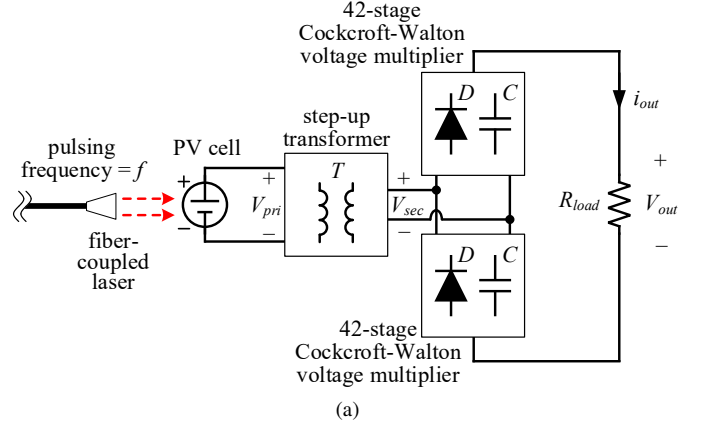 42-stage
Cockcroft-Walton
voltage multiplier
D
C
step-up
transformer
T
PV cell
pulsing
frequency = f
+
−
+
V_pri
−
+
V_sec
−
fiber-
coupled
laser
i_out
+
R_load
V_out
−
D
C
42-stage
Cockcroft-Walton
voltage multiplier
(a)